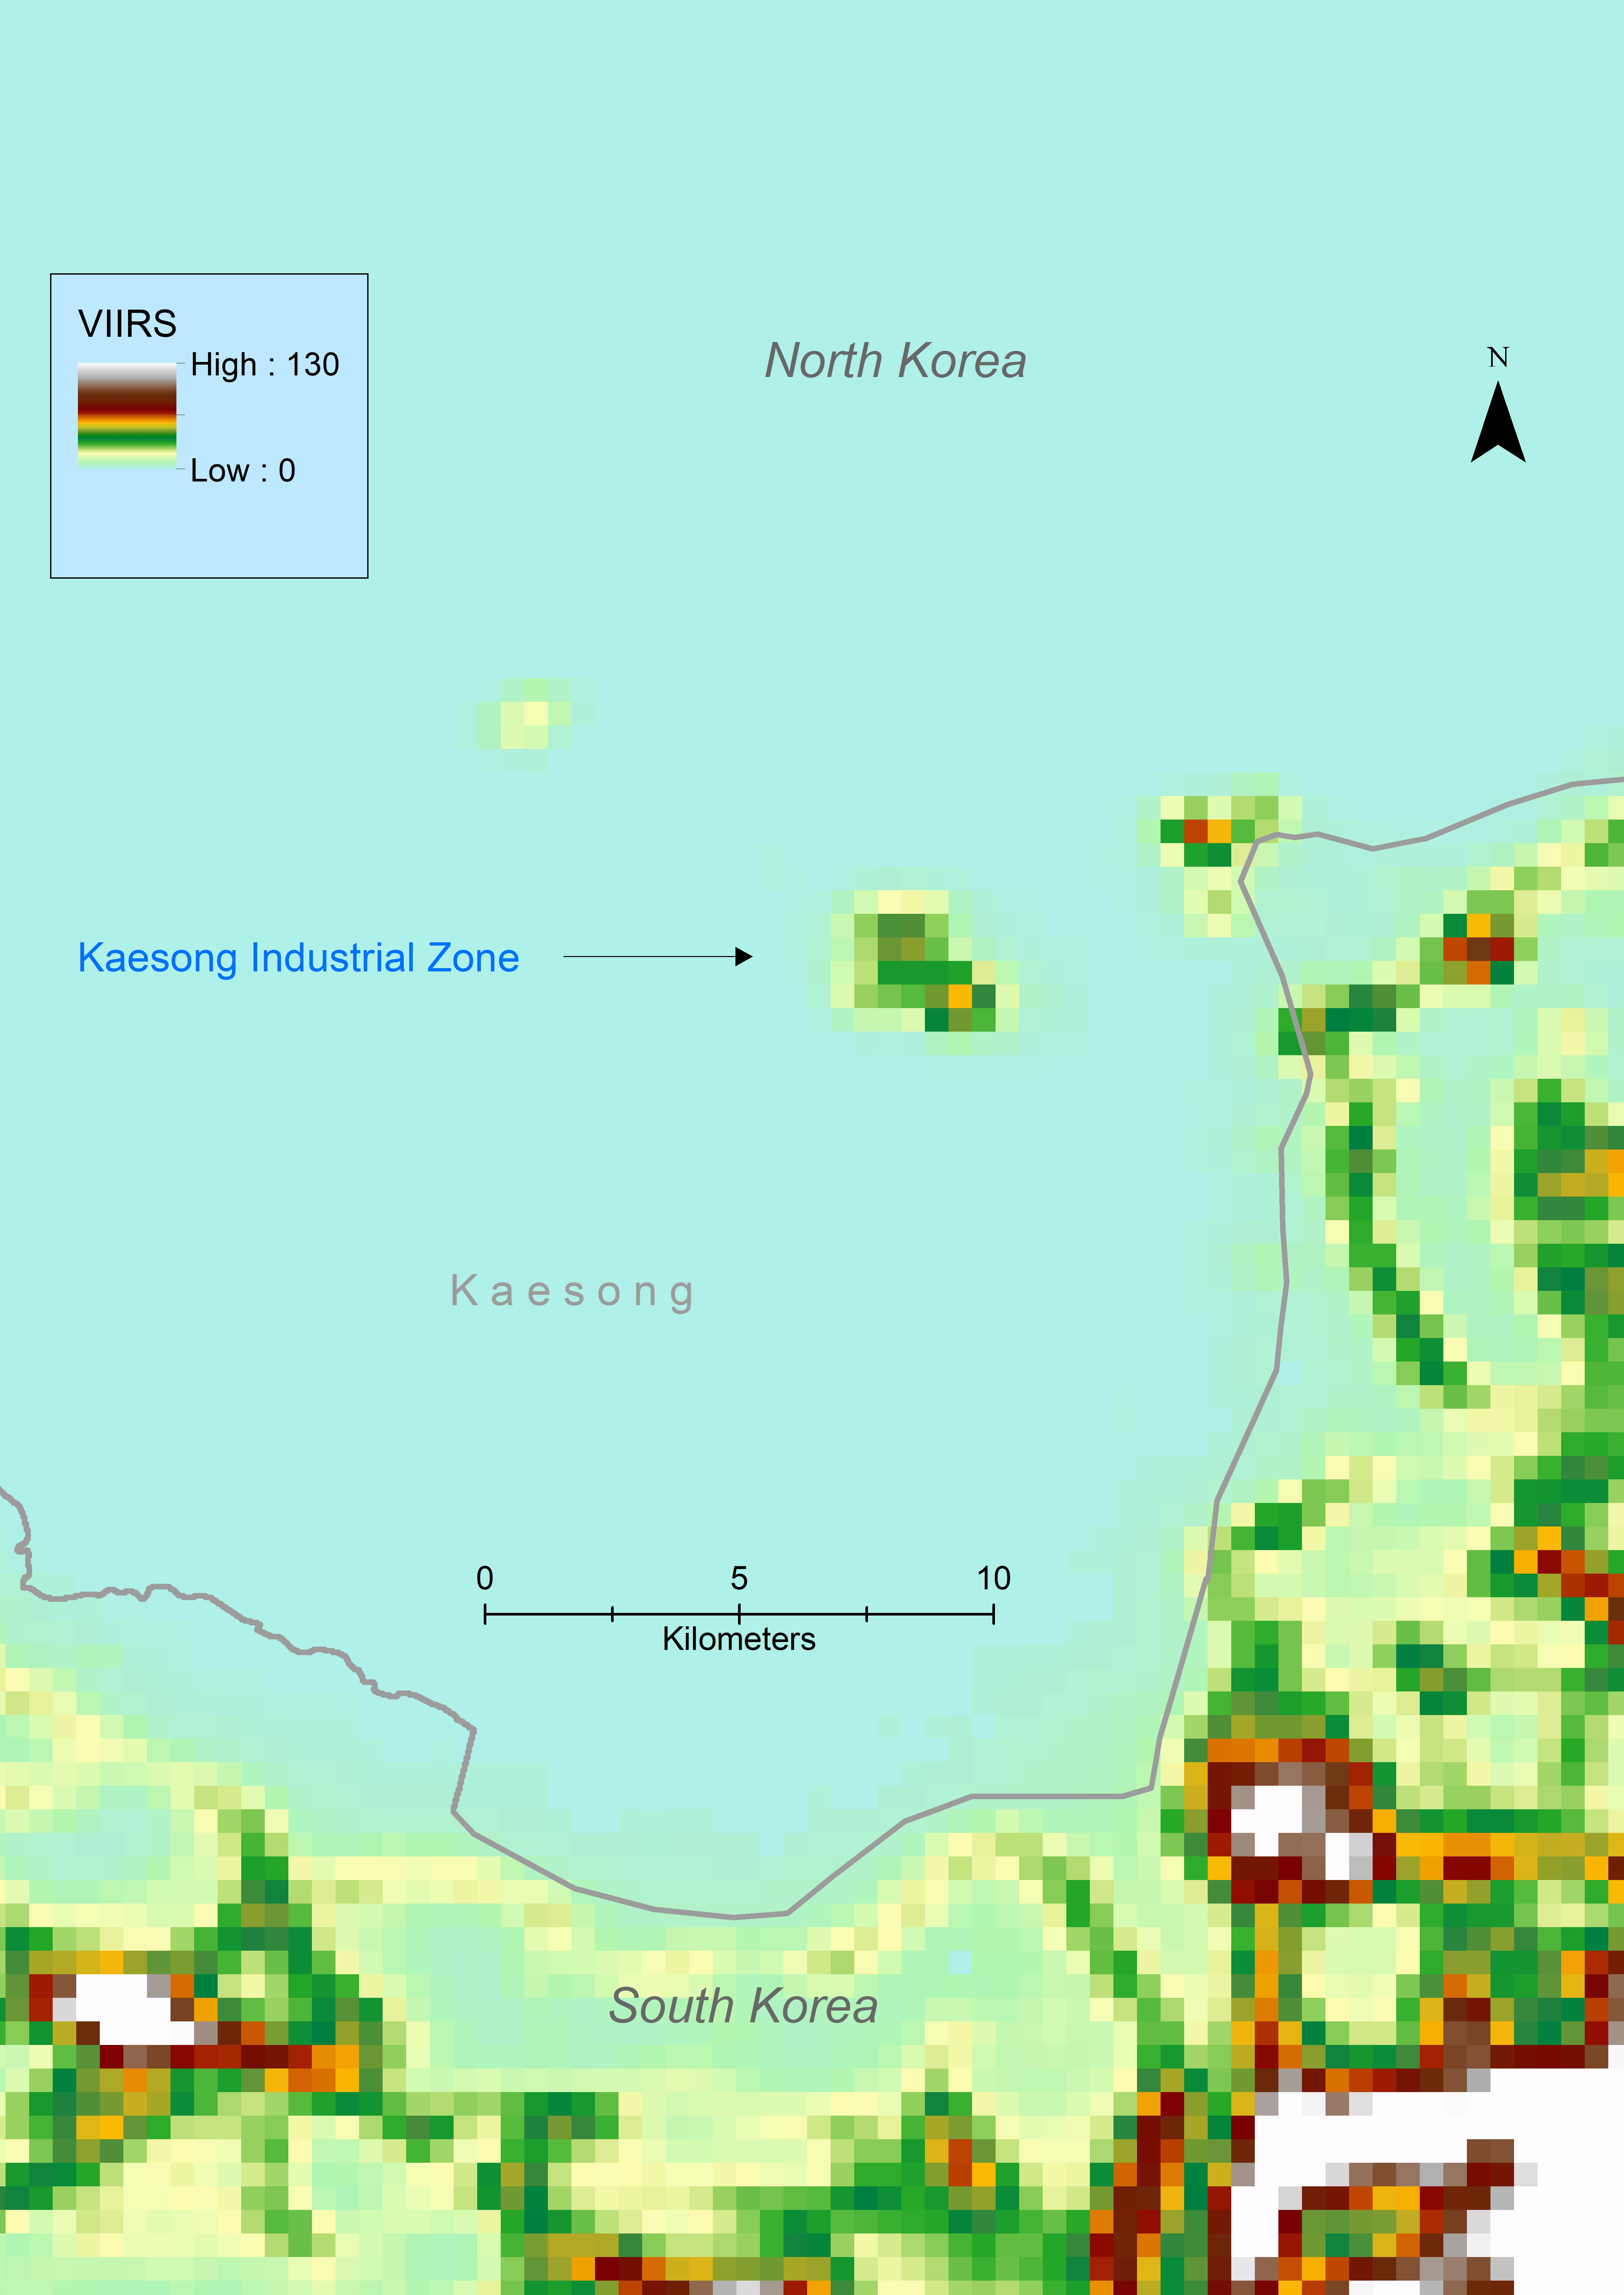 VIIRS
High : 130
Low : 0
North Korea
N
Kaesong Industrial Zone
Kaesong
0 5 10
Kilometers
South Korea